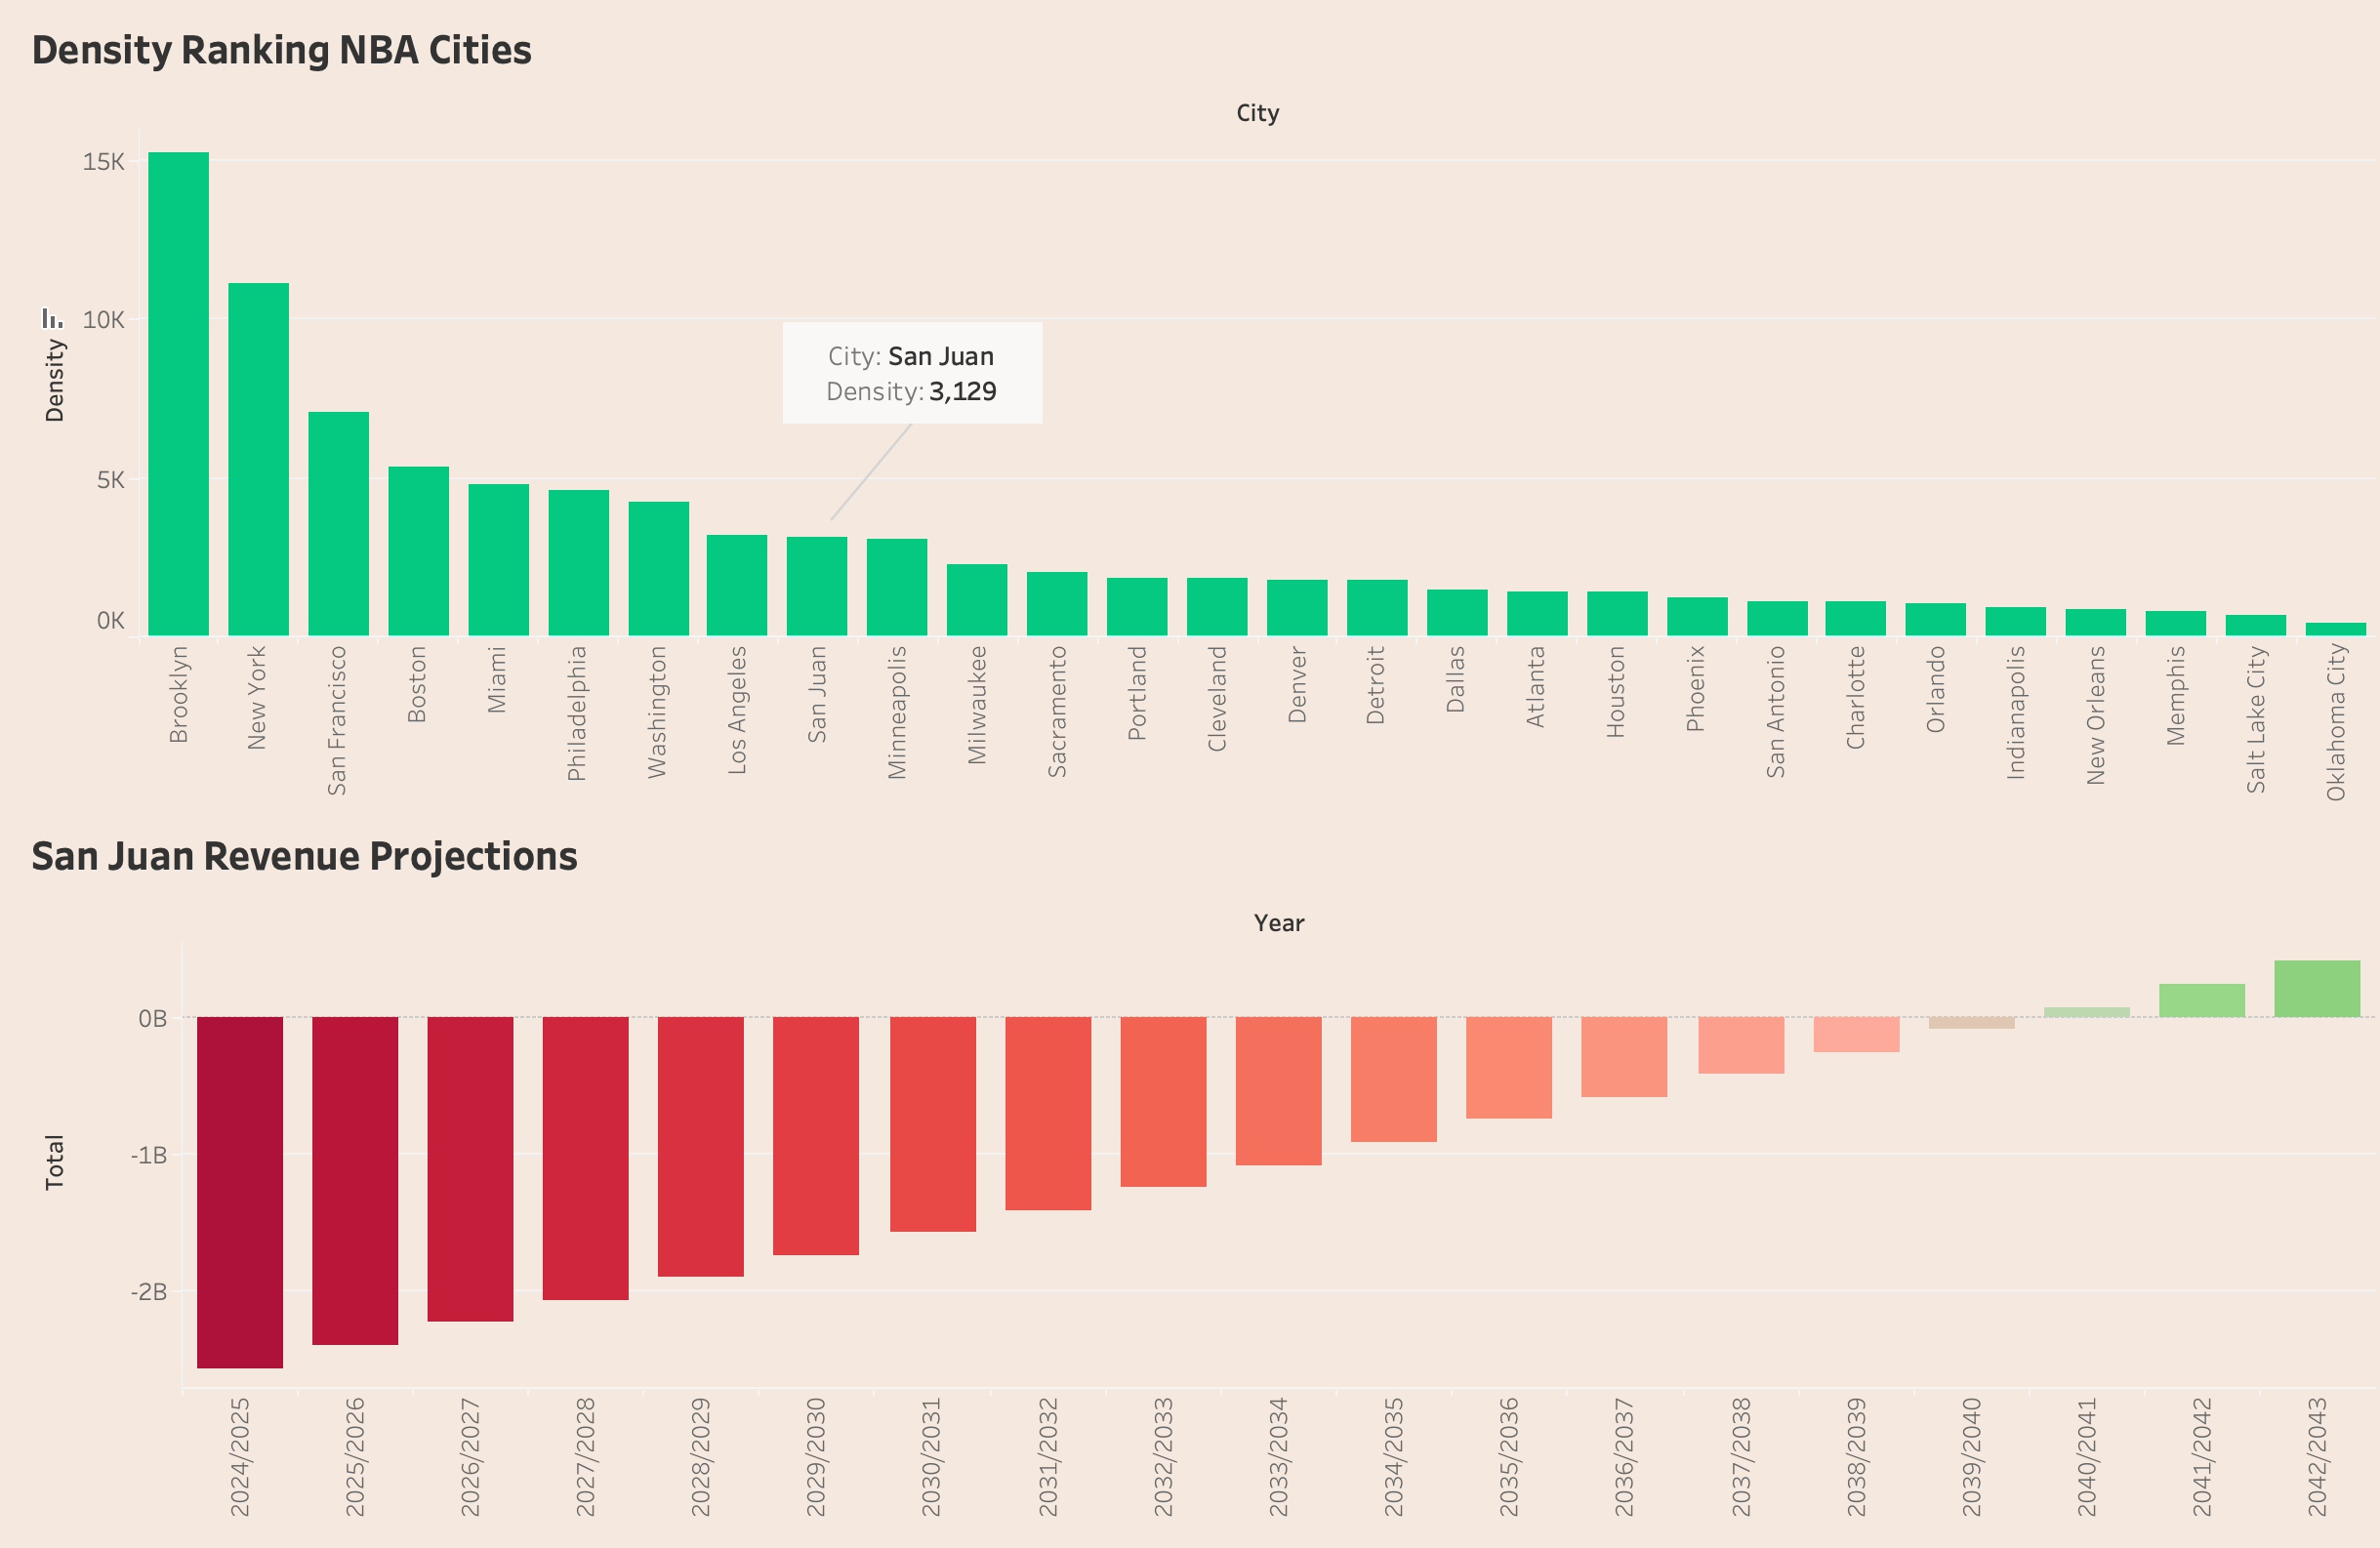 Density Ranking NBA Cities
City
Density
15K
10K
5K
0K
City: San Juan
Density: 3,129
Brooklyn
New York
San Francisco
Boston
Miami
Philadelphia
Washington
Los Angeles
San Juan
Minneapolis
Milwaukee
Sacramento
Portland
Cleveland
Denver
Detroit
Dallas
Atlanta
Houston
Phoenix
San Antonio
Charlotte
Orlando
Indianapolis
New Orleans
Memphis
Salt Lake City
Oklahoma City
San Juan Revenue Projections
Year
Total
0B
-1B
-2B
2024/2025
2025/2026
2026/2027
2027/2028
2028/2029
2029/2030
2030/2031
2031/2032
2032/2033
2033/2034
2034/2035
2035/2036
2036/2037
2037/2038
2038/2039
2039/2040
2040/2041
2041/2042
2042/2043